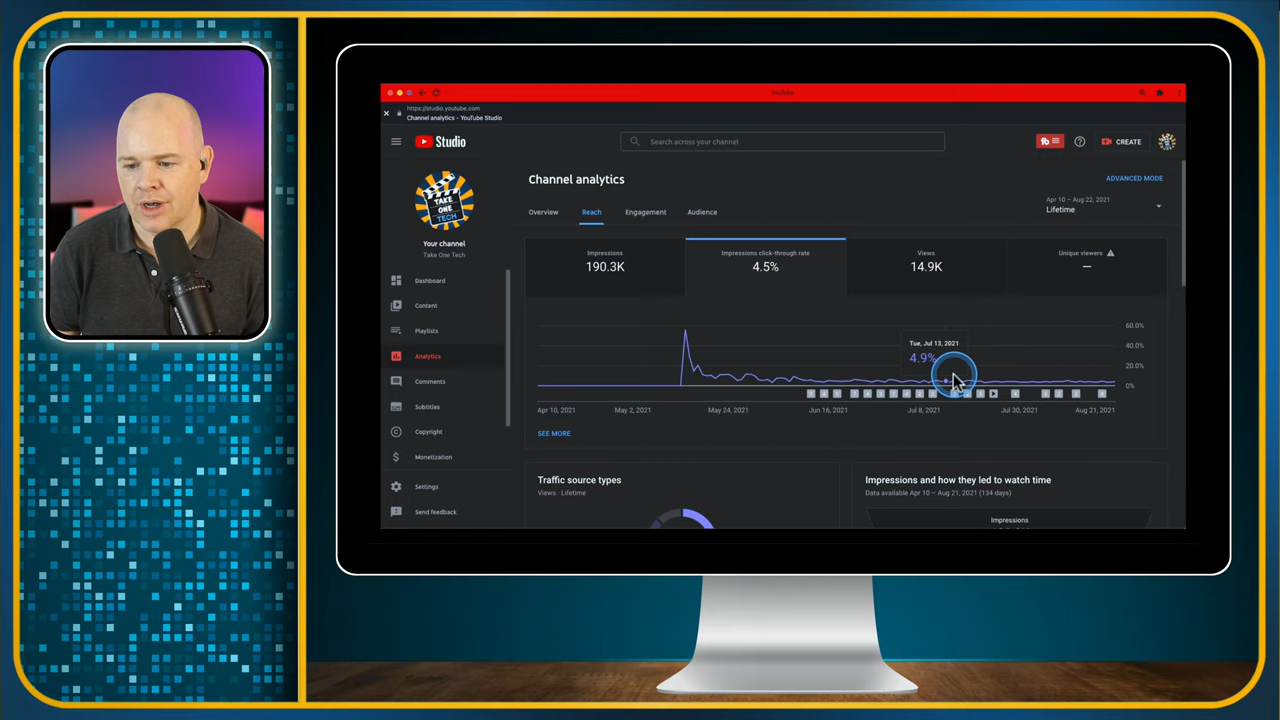 YouTube
https://studio.youtube.com
Channel analytics - YouTube Studio
Studio
Search across your channel
CREATE
TAKE
ONE
TECH
Your channel
Take One Tech
Dashboard
Content
Playlists
Analytics
Comments
Subtitles
Copyright
Monetization
Settings
Send feedback
Channel analytics
ADVANCED MODE
Overview
Reach
Engagement
Audience
Apr 10 – Aug 22, 2021
Lifetime
Impressions
190.3K
Impressions click-through rate
4.5%
Views
14.9K
Unique viewers
—
Tue, Jul 13, 2021
4.9%
60.0%
40.0%
20.0%
0%
Apr 10, 2021
May 2, 2021
May 24, 2021
Jun 16, 2021
Jul 8, 2021
Jul 30, 2021
Aug 21, 2021
SEE MORE
Traffic source types
Views · Lifetime
Impressions and how they led to watch time
Data available Apr 10 – Aug 21, 2021 (134 days)
Impressions